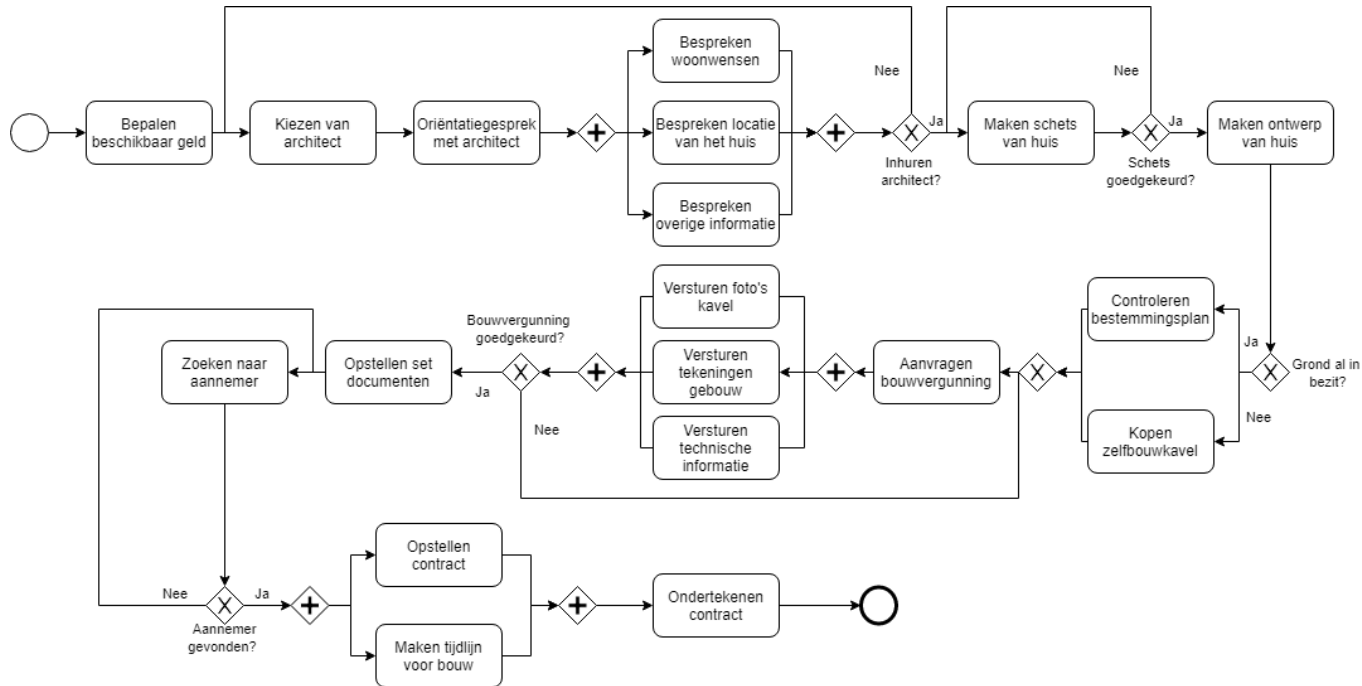 Bepalen
beschikbaar geld
Kiezen van
architect
Oriëntatiegesprek
met architect
Bespreken
woonwensen
Bespreken locatie
van het huis
Bespreken
overige informatie
Nee
Ja
Inhuren
architect?
Maken schets
van huis
Nee
Ja
Schets
goedgekeurd?
Maken ontwerp
van huis
Grond al in
bezit?
Ja
Nee
Controleren
bestemmingsplan
Kopen
zelfbouwkavel
Aanvragen
bouwvergunning
Versturen foto's
kavel
Versturen
tekeningen
gebouw
Versturen
technische
informatie
Bouwvergunning
goedgekeurd?
Ja
Nee
Opstellen set
documenten
Zoeken naar
aannemer
Nee
Ja
Aannemer
gevonden?
Opstellen
contract
Maken tijdlijn
voor bouw
Ondertekenen
contract